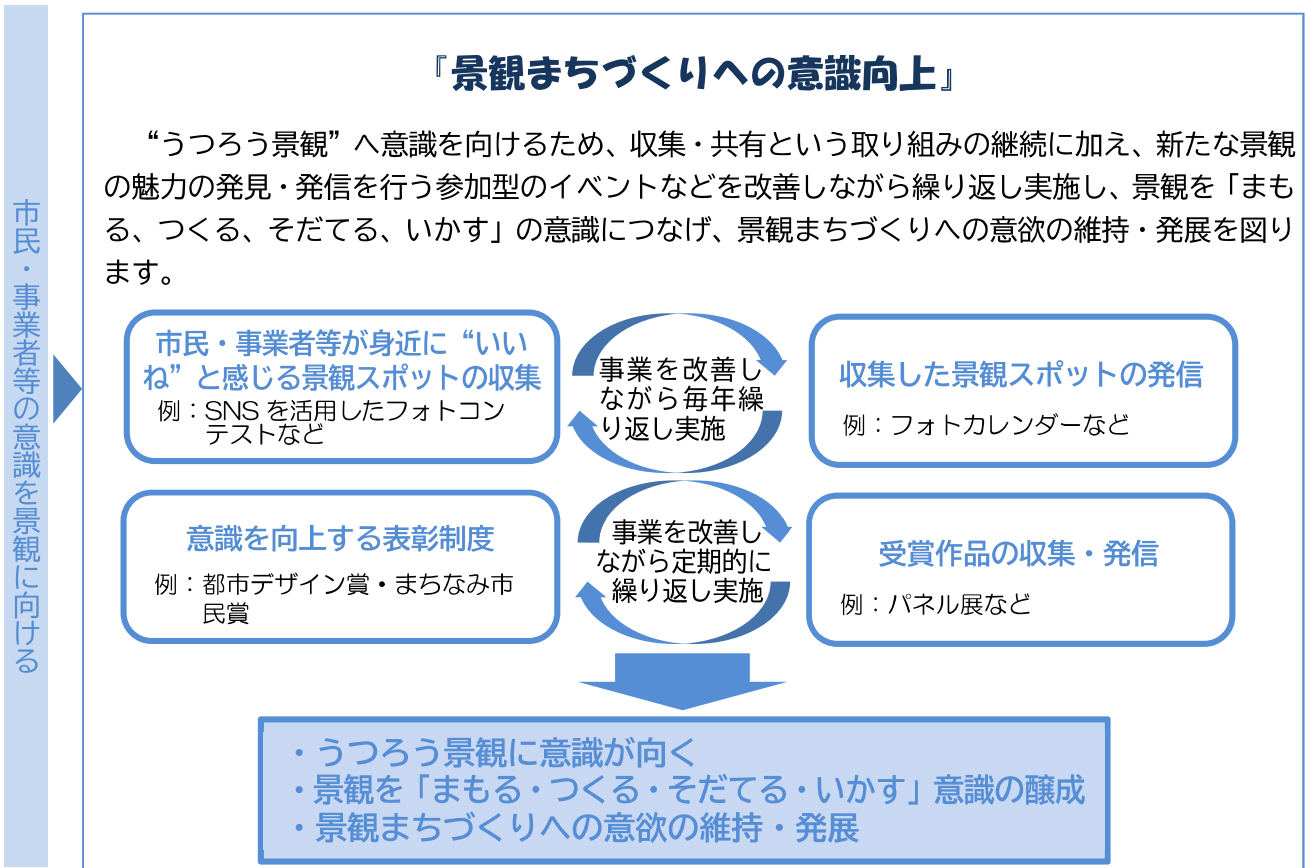 市民・事業者等の意識を景観に向ける
『景観まちづくりへの意識向上』
“うつろう景観”へ意識を向けるため、収集・共有という取り組みの継続に加え、新たな景観
の魅力の発見・発信を行う参加型のイベントなどを改善しながら繰り返し実施し、景観を「まも
る、つくる、そだてる、いかす」の意識につなげ、景観まちづくりへの意欲の維持・発展を図り
ます。
市民・事業者等が身近に“いい
ね”と感じる景観スポットの収集
例：SNSを活用したフォトコン
テストなど
事業を改善し
ながら毎年繰
り返し実施
収集した景観スポットの発信
例：フォトカレンダーなど
意識を向上する表彰制度
例：都市デザイン賞・まちなみ市
民賞
事業を改善し
ながら定期的に
繰り返し実施
受賞作品の収集・発信
例：パネル展など
・うつろう景観に意識が向く
・景観を「まもる・つくる・そだてる・いかす」意識の醸成
・景観まちづくりへの意欲の維持・発展